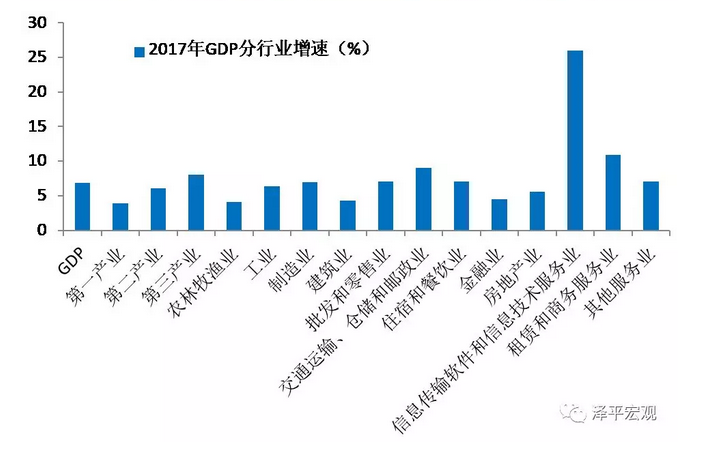 2017年GDP分行业增速（%）
30
25
20
15
10
5
0
GDP
第一产业
第二产业
第三产业
农林牧渔业
工业
制造业
建筑业
批发和零售业
交通运输、仓储和邮政业
住宿和餐饮业
金融业
房地产业
信息传输软件和信息技术服务业
租赁和商务服务业
其他服务业
泽平宏观